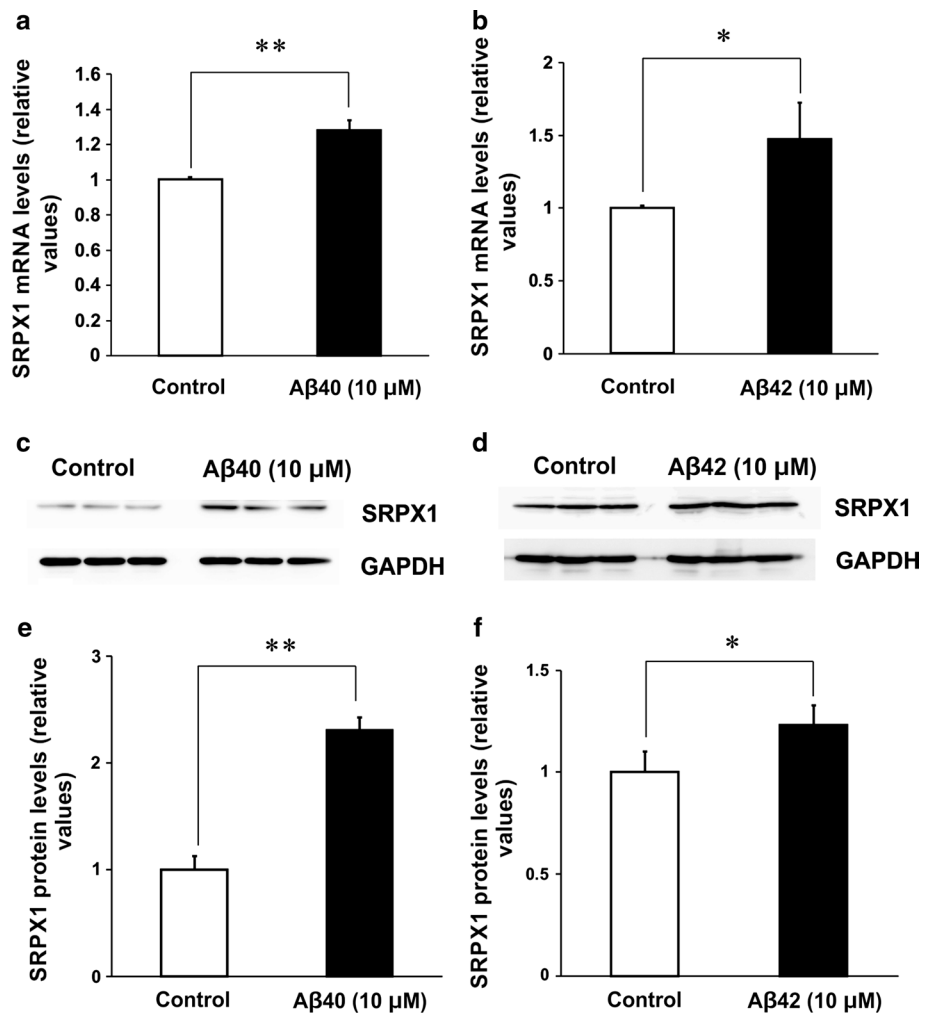 a
**
SRPX1 mRNA levels (relative
values)
1.6
1.4
1.2
1
0.8
0.6
0.4
0.2
0
Control
Aβ40 (10 μM)
b
*
SRPX1 mRNA levels (relative
values)
2
1.5
1
0.5
0
Control
Aβ42 (10 μM)
c
Control
Aβ40 (10 μM)
SRPX1
GAPDH
d
Control
Aβ42 (10 μM)
SRPX1
GAPDH
e
**
SRPX1 protein levels (relative
values)
3
2
1
0
Control
Aβ40 (10 μM)
f
*
SRPX1 protein levels (relative
values)
1.5
1
0.5
0
Control
Aβ42 (10 μM)